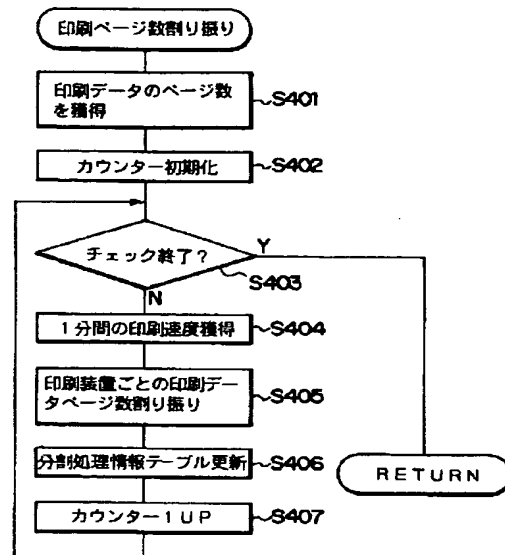 印刷ページ数割り振り
印刷データのページ数
を獲得
S401
カウンター初期化
S402
チェック終了?
Y
S403
N
1分間の印刷速度獲得
S404
印刷装置ごとの印刷デー
タページ数割り振り
S405
分割処理情報テーブル更新
S406
RETURN
カウンター1UP
S407